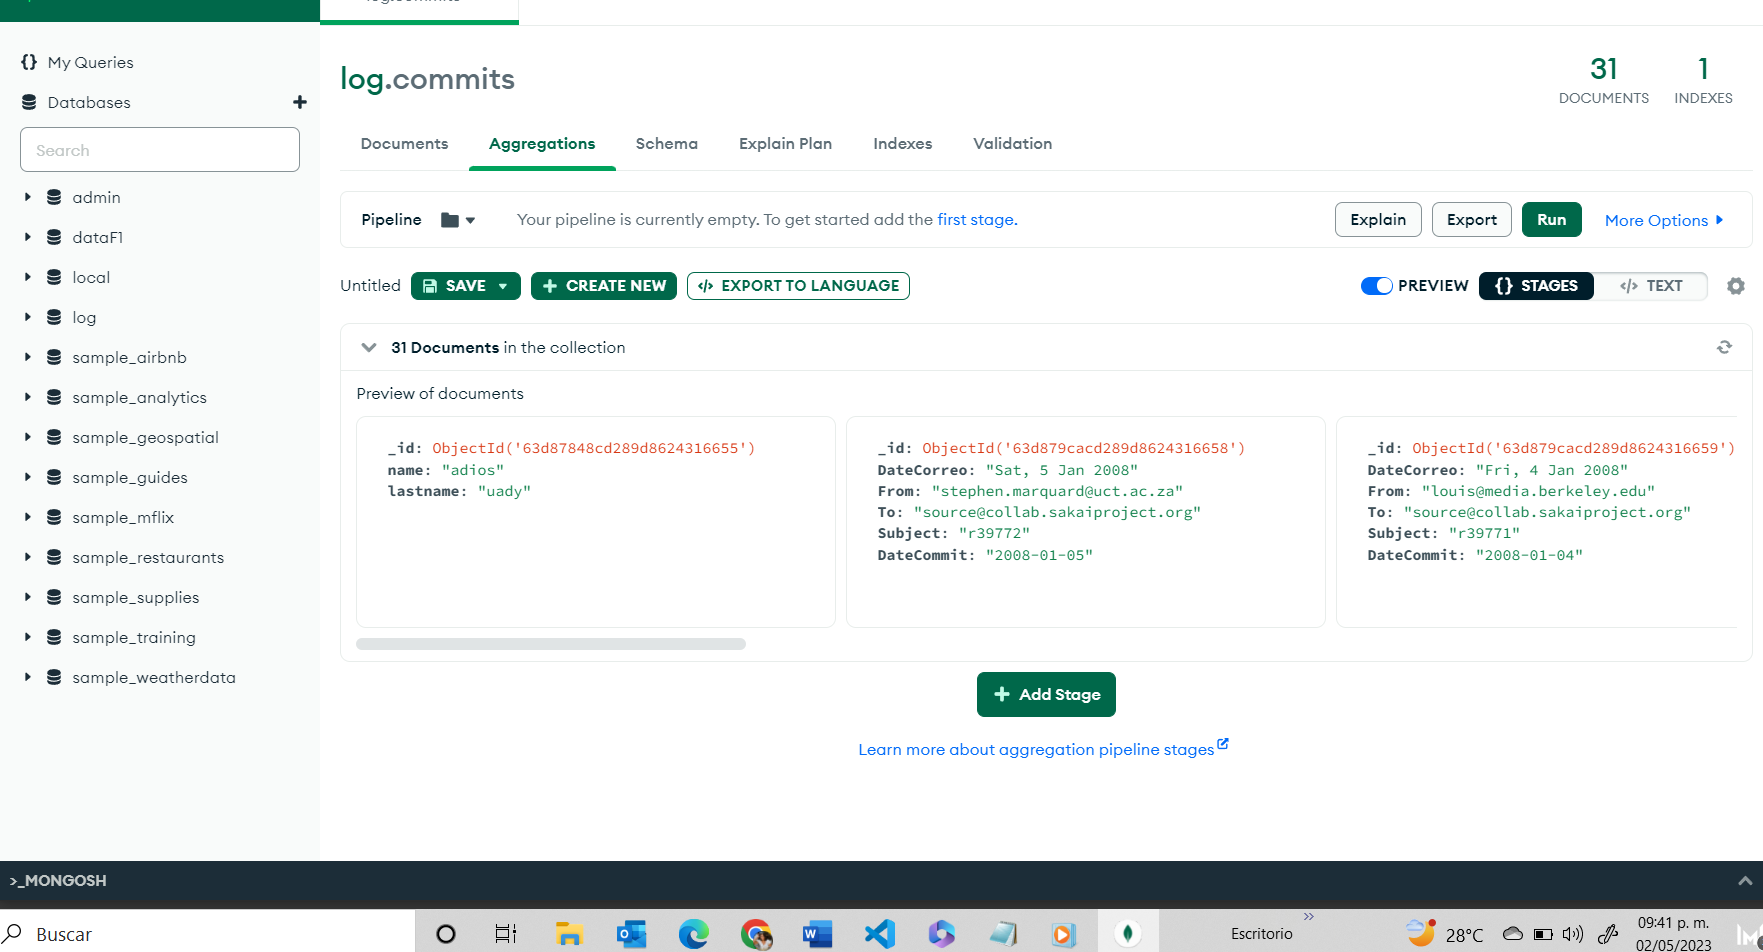 My Queries
Databases
Search
admin
dataF1
local
log
sample_airbnb
sample_analytics
sample_geospatial
sample_guides
sample_mflix
sample_restaurants
sample_supplies
sample_training
sample_weatherdata
log.commits
31
DOCUMENTS
1
INDEXES
Documents
Aggregations
Schema
Explain Plan
Indexes
Validation
Pipeline
Your pipeline is currently empty. To get started add the first stage.
Explain
Export
Run
More Options
Untitled
SAVE
CREATE NEW
EXPORT TO LANGUAGE
PREVIEW
{} STAGES
</> TEXT
31 Documents in the collection
Preview of documents
_id: ObjectId('63d87848cd289d8624316655')
name: "adios"
lastname: "uady"
_id: ObjectId('63d879cacd289d8624316658')
DateCorreo: "Sat, 5 Jan 2008"
From: "stephen.marquard@uct.ac.za"
To: "source@collab.sakaiproject.org"
Subject: "r39772"
DateCommit: "2008-01-05"
_id: ObjectId('63d879cacd289d8624316659')
DateCorreo: "Fri, 4 Jan 2008"
From: "louis@media.berkeley.edu"
To: "source@collab.sakaiproject.org"
Subject: "r39771"
DateCommit: "2008-01-04"
Add Stage
Learn more about aggregation pipeline stages
>_MONGOSH
Buscar
Escritorio
28°C
09:41 p. m.
02/05/2023